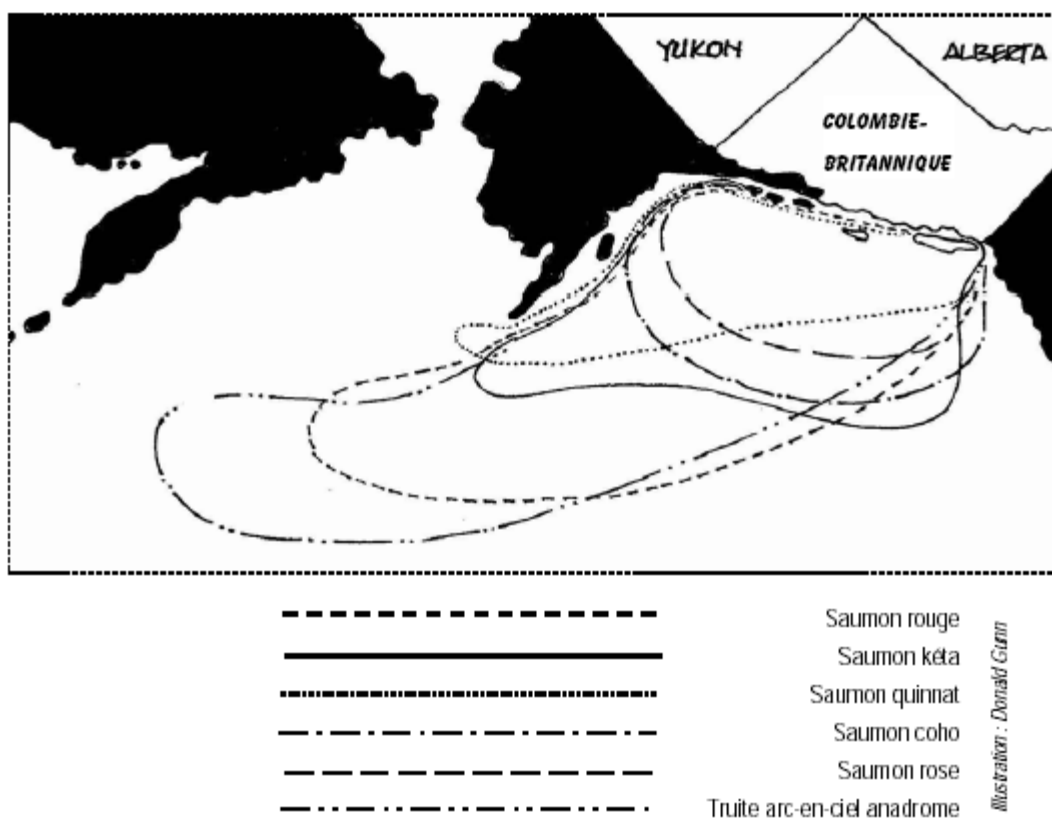 YUKON
ALBERTA
COLOMBIE-
BRITANNIQUE
Saumon rouge
Saumon kéta
Saumon quinnat
Saumon coho
Saumon rose
Truite arc-en-ciel anadrome
Illustration : Donald Gunn